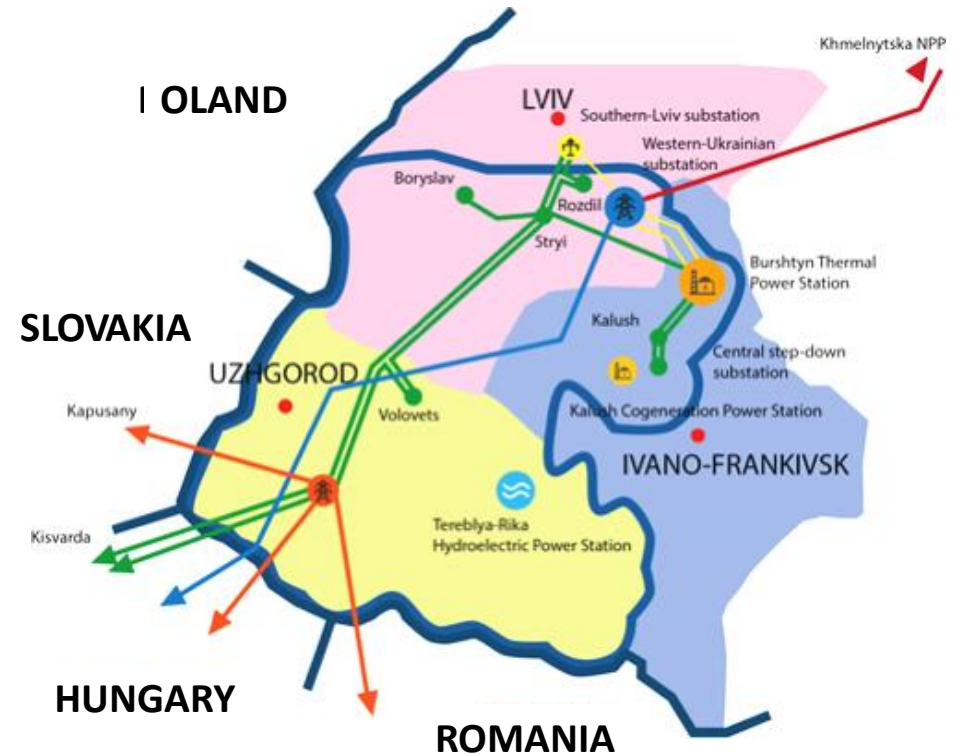 Khmelnytska NPP
OLAND
LVIV
Southern-Lviv substation
Western-Ukrainian
substation
Boryslav
Rozdil
Stryi
Burshtyn Thermal
Power Station
SLOVAKIA
Kalush
Central step-down
substation
UZHGOROD
Kapusany
Volovets
Kalush Cogeneration Power Station
IVANO-FRANKIVSK
Kisvarda
Tereblya-Rika
Hydroelectric Power Station
HUNGARY
ROMANIA